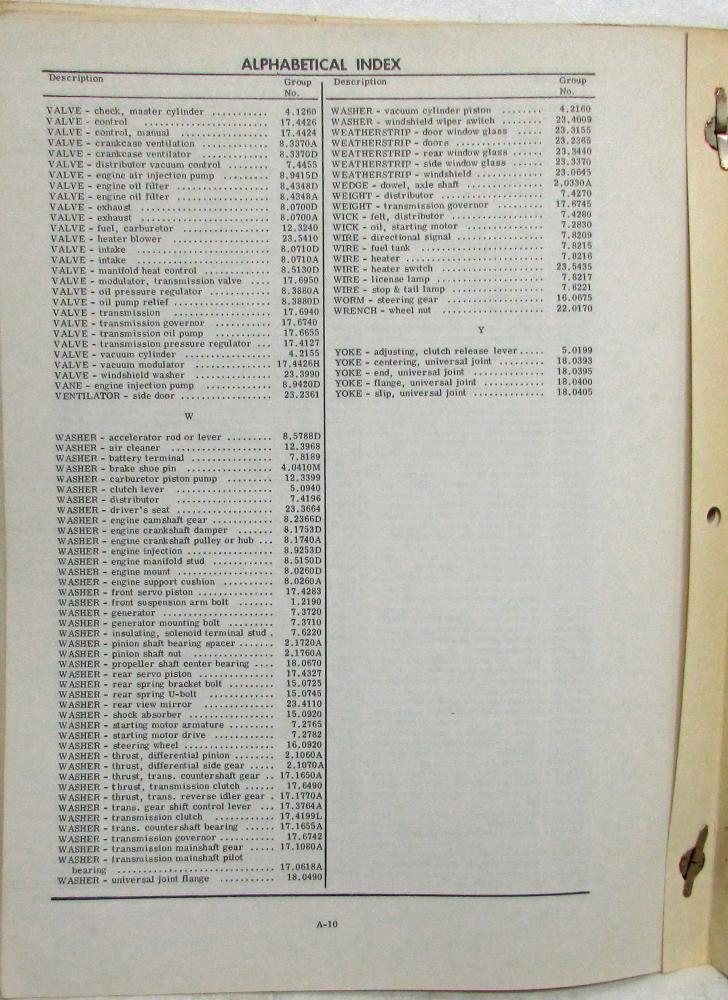 ALPHABETICAL INDEX
Description Group No.
VALVE - check, master cylinder ........... 4.1260
VALVE - control ..................... 17.4426
VALVE - control, manual ............... 17.4424
VALVE - crankcase ventilation ........... 8.3370A
VALVE - crankcase ventilator ............ 8.3370D
VALVE - distributor vacuum control ....... 7.4455
VALVE - engine air injection pump ........ 8.9415D
VALVE - engine oil filter ................ 8.4348D
VALVE - engine oil filter ................ 8.4348A
VALVE - exhaust ..................... 8.0700D
VALVE - exhaust ..................... 8.0700A
VALVE - fuel, carburetor ............... 12.3240
VALVE - heater blower ................ 23.5410
VALVE - intake ...................... 8.0710D
VALVE - intake ...................... 8.0710A
VALVE - manifold heat control ............ 8.5130D
VALVE - modulator, transmission valve .... 17.6950
VALVE - oil pressure regulator ........... 8.3880A
VALVE - oil pump relief ................ 8.3880D
VALVE - transmission ................. 17.6940
VALVE - transmission governor .......... 17.6740
VALVE - transmission oil pump .......... 17.6655
VALVE - transmission pressure regulator ... 17.4127
VALVE - vacuum cylinder ............... 4.2155
VALVE - vacuum modulator ............. 17.4426H
VALVE - windshield washer ............. 23.3990
VANE - engine injection pump ............ 8.9420D
VENTILATOR - side door ................ 23.2361
W
WASHER - accelerator rod or lever ......... 8.5788D
WASHER - air cleaner ................. 12.3968
WASHER - battery terminal .............. 7.8189
WASHER - brake shoe pin ............... 4.0410M
WASHER - carburetor piston pump ......... 12.3399
WASHER - clutch lever ................. 5.0940
WASHER - distributor .................. 7.4196
WASHER - driver's seat ................ 23.3664
WASHER - engine camshaft gear ............ 8.2366D
WASHER - engine crankshaft damper ....... 8.1753D
WASHER - engine crankshaft pulley or hub ... 8.1740A
WASHER - engine injection ............... 8.9253D
WASHER - engine manifold stud ........... 8.5150D
WASHER - engine mount ................ 8.0260D
WASHER - engine support cushion ......... 8.0260A
WASHER - front servo piston ............. 17.4283
WASHER - front suspension arm bolt ....... 1.2190
WASHER - generator ................... 7.3720
WASHER - generator mounting bolt ......... 7.3710
WASHER - insulating, solenoid terminal stud . 7.6220
WASHER - pinion shaft bearing spacer ....... 2.1720A
WASHER - pinion shaft nut ............... 2.1760A
WASHER - propeller shaft center bearing .... 18.0670
WASHER - rear servo piston ............. 17.4327
WASHER - rear spring bracket bolt ......... 15.0725
WASHER - rear spring U-bolt ............ 15.0745
WASHER - rear view mirror ............. 23.4110
WASHER - shock absorber ............... 15.0920
WASHER - starting motor armature ......... 7.2765
WASHER - starting motor drive ........... 7.2782
WASHER - steering wheel ............... 16.0920
WASHER - thrust, differential pinion ........ 2.1060A
WASHER - thrust, differential side gear ..... 2.1070A
WASHER - thrust, trans. countershaft gear .. 17.1650A
WASHER - thrust, transmission clutch ...... 17.6490
WASHER - thrust, trans. reverse idler gear . 17.1770A
WASHER - trans. gear shift control lever ... 17.3764A
WASHER - transmission clutch ........... 17.4199L
WASHER - trans. countershaft bearing ...... 17.1655A
WASHER - transmission governor .......... 17.6742
WASHER - transmission mainshaft gear ..... 17.1080A
WASHER - transmission mainshaft pilot
bearing ........................... 17.0618A
WASHER - universal joint flange .......... 18.0490
Description Group No.
WASHER - vacuum cylinder piston ........ 4.2160
WASHER - windshield wiper switch ........ 23.4009
WEATHERSTRIP - door window glass ..... 23.3155
WEATHERSTRIP - doors ............... 23.2365
WEATHERSTRIP - rear window glass ..... 23.3440
WEATHERSTRIP - side window glass ...... 23.3370
WEATHERSTRIP - windshield ............ 23.0645
WEDGE - dowel, axle shaft .............. 2.0330A
WEIGHT - distributor .................. 7.4270
WEIGHT - transmission governor ......... 17.6745
WICK - felt, distributor ................ 7.4280
WICK - oil, starting motor .............. 7.2830
WIRE - directional signal ............... 7.8209
WIRE - fuel tank ..................... 7.8215
WIRE - heater ....................... 7.8216
WIRE - heater switch .................. 23.5435
WIRE - license lamp ................... 7.8217
WIRE - stop & tail lamp ................. 7.8221
WORM - steering gear ................. 16.0675
WRENCH - wheel nut .................. 22.0170
Y
YOKE - adjusting, clutch release lever ..... 5.0199
YOKE - centering, universal joint ......... 18.0393
YOKE - end, universal joint ............. 18.0395
YOKE - flange, universal joint ........... 18.0400
YOKE - slip, universal joint ............. 18.0405
A-10